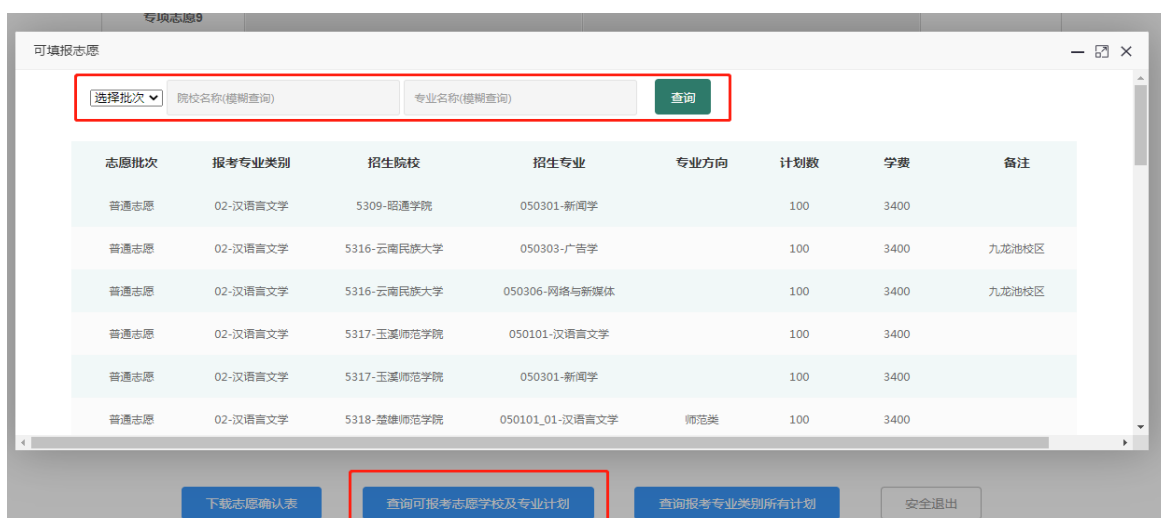 专项志愿9
可填报志愿
选择批次 院校名称(模糊查询) 专业名称(模糊查询) 查询
志愿批次 报考专业类别 招生院校 招生专业 专业方向 计划数 学费 备注
普通志愿 02-汉语言文学 5309-昭通学院 050301-新闻学 100 3400
普通志愿 02-汉语言文学 5316-云南民族大学 050303-广告学 100 3400 九龙池校区
普通志愿 02-汉语言文学 5316-云南民族大学 050306-网络与新媒体 100 3400 九龙池校区
普通志愿 02-汉语言文学 5317-玉溪师范学院 050101-汉语言文学 100 3400
普通志愿 02-汉语言文学 5317-玉溪师范学院 050301-新闻学 100 3400
普通志愿 02-汉语言文学 5318-楚雄师范学院 050101_01-汉语言文学 师范类 100 3400
下载志愿确认表 查询可报考志愿学校及专业计划 查询报考专业类别所有计划 安全退出